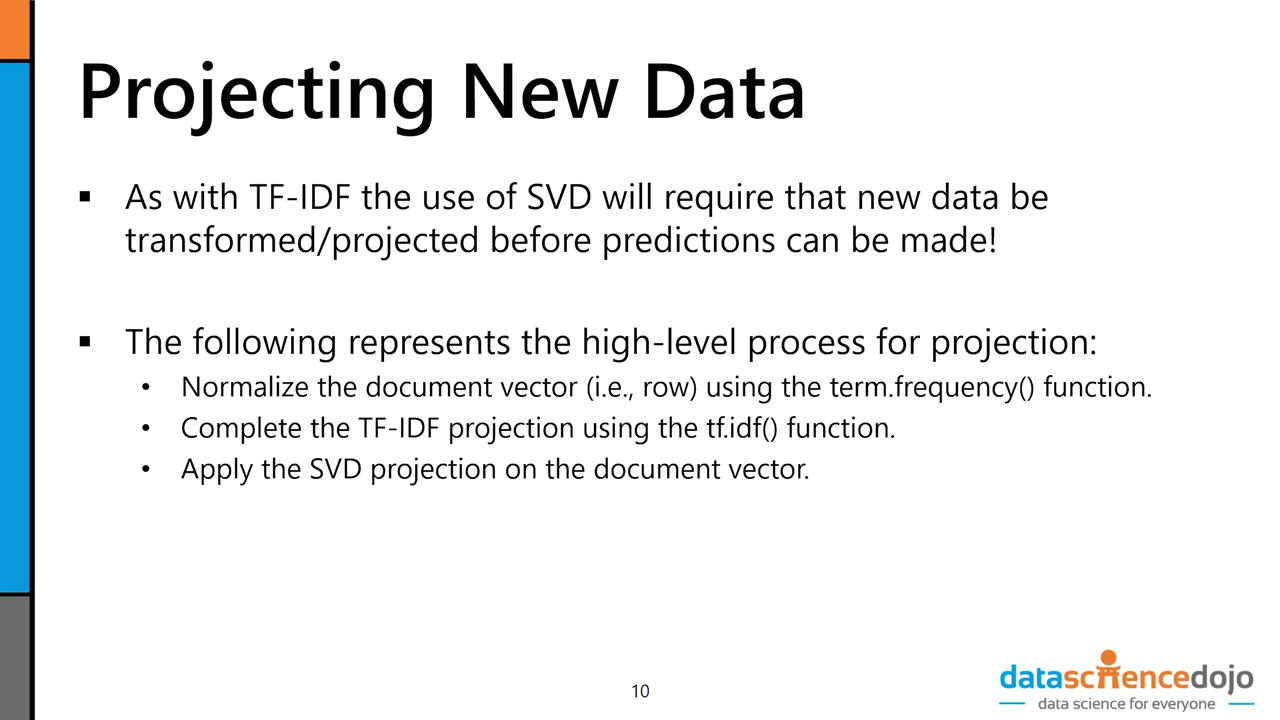 Projecting New Data
▪ As with TF-IDF the use of SVD will require that new data be
transformed/projected before predictions can be made!
▪ The following represents the high-level process for projection:
• Normalize the document vector (i.e., row) using the term.frequency() function.
• Complete the TF-IDF projection using the tf.idf() function.
• Apply the SVD projection on the document vector.
10
datasciencedojo
data science for everyone